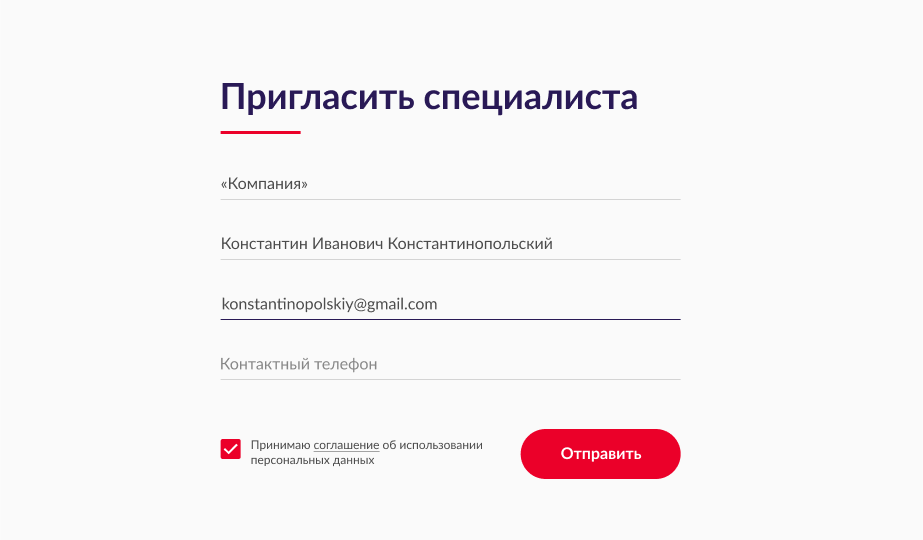 Пригласить специалиста
«Компания»
Константин Иванович Константинопольский
konstantinopolskiy@gmail.com
Контактный телефон
Принимаю соглашение об использовании
персональных данных
Отправить